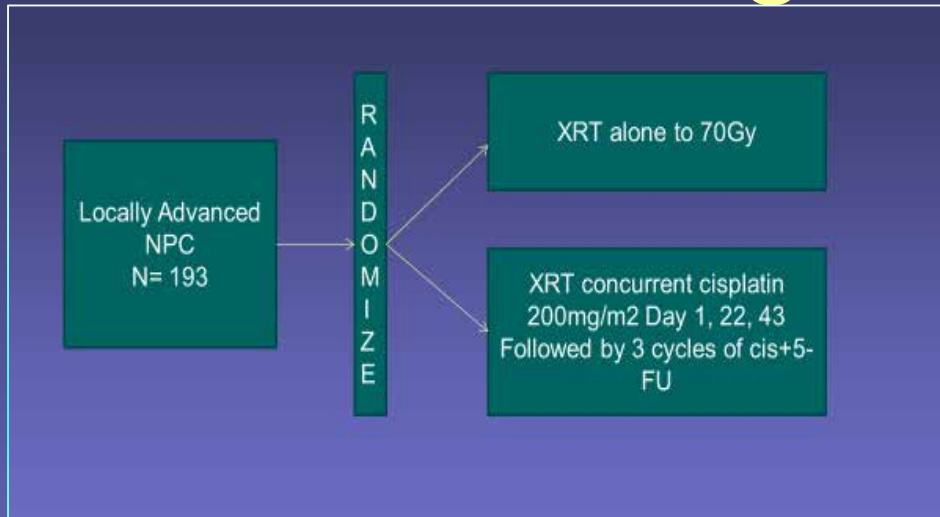 Locally Advanced
NPC
N= 193
RANDOMIZE
XRT alone to 70Gy
XRT concurrent cisplatin
200mg/m2 Day 1, 22, 43
Followed by 3 cycles of cis+5-
FU